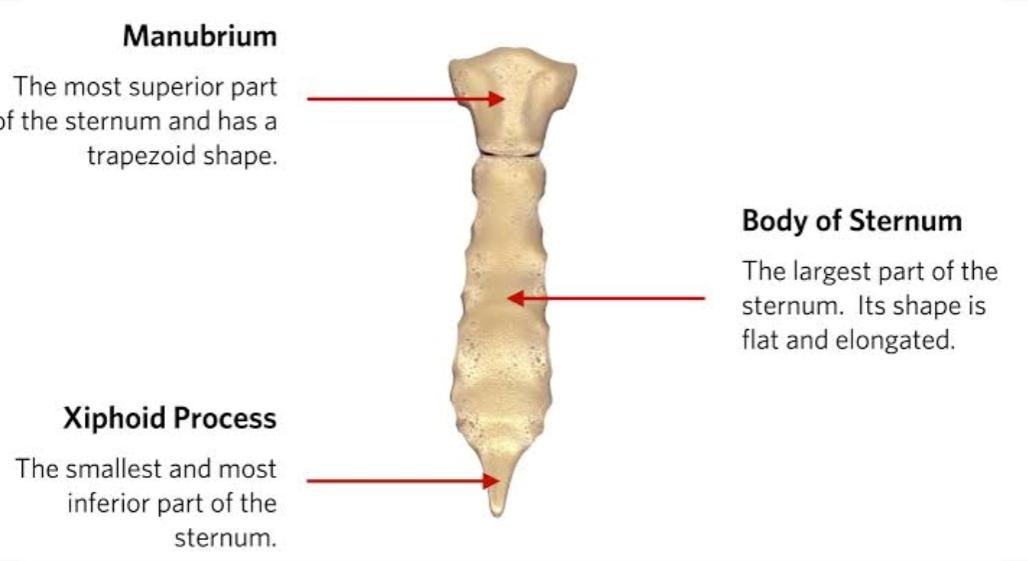 Manubrium
The most superior part
of the sternum and has a
trapezoid shape.
Body of Sternum
The largest part of the
sternum.  Its shape is
flat and elongated.
Xiphoid Process
The smallest and most
inferior part of the
sternum.